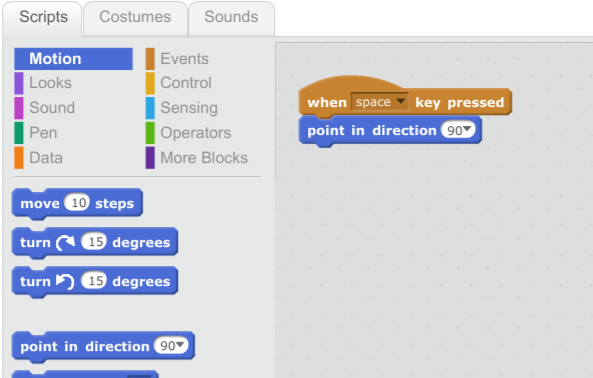 Scripts Costumes Sounds
Motion Events
Looks Control
Sound Sensing
Pen Operators
Data More Blocks
when space key pressed
point in direction 90
move 10 steps
turn 15 degrees
turn 15 degrees
point in direction 90